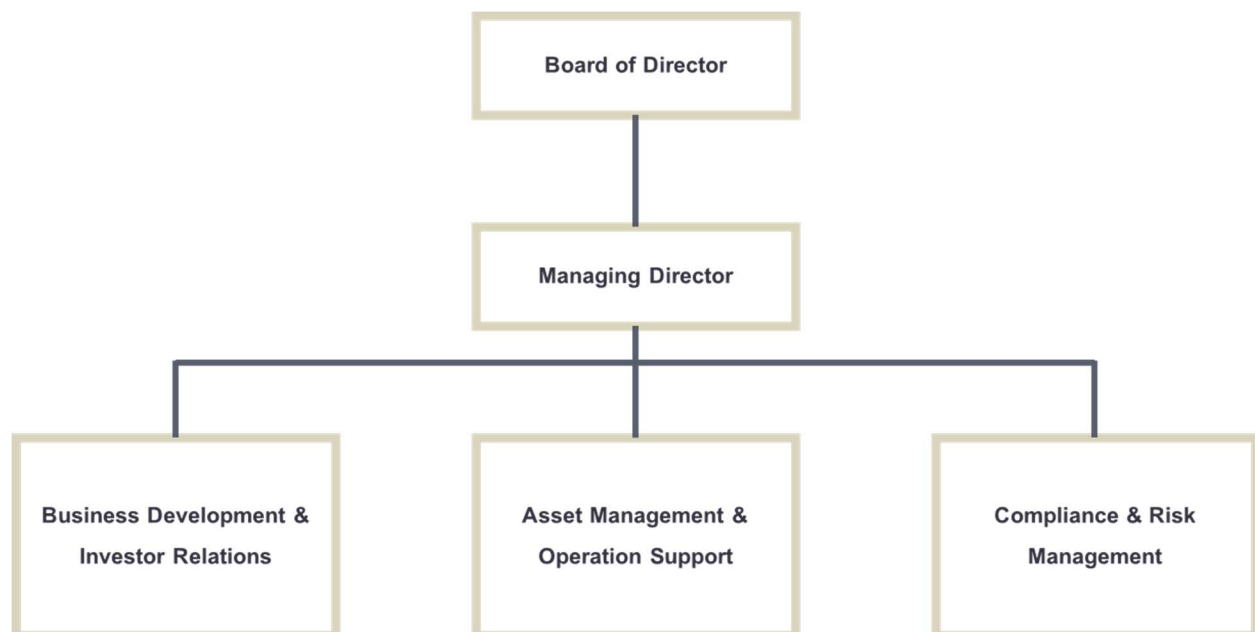 Board of Director
Managing Director
Business Development &
Investor Relations
Asset Management &
Operation Support
Compliance & Risk
Management